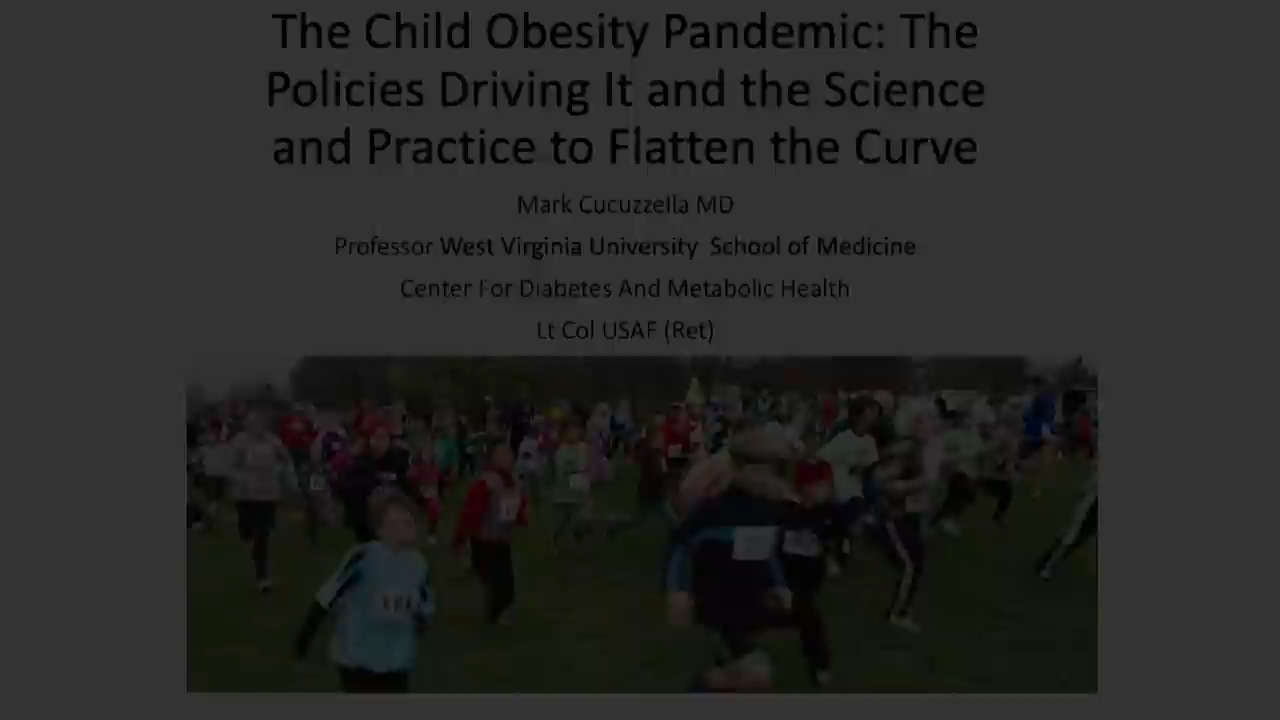 The Child Obesity Pandemic: The
Policies Driving It and the Science
and Practice to Flatten the Curve
Mark Cucuzzella MD
Professor West Virginia University School of Medicine
Center For Diabetes And Metabolic Health
Lt Col USAF (Ret)